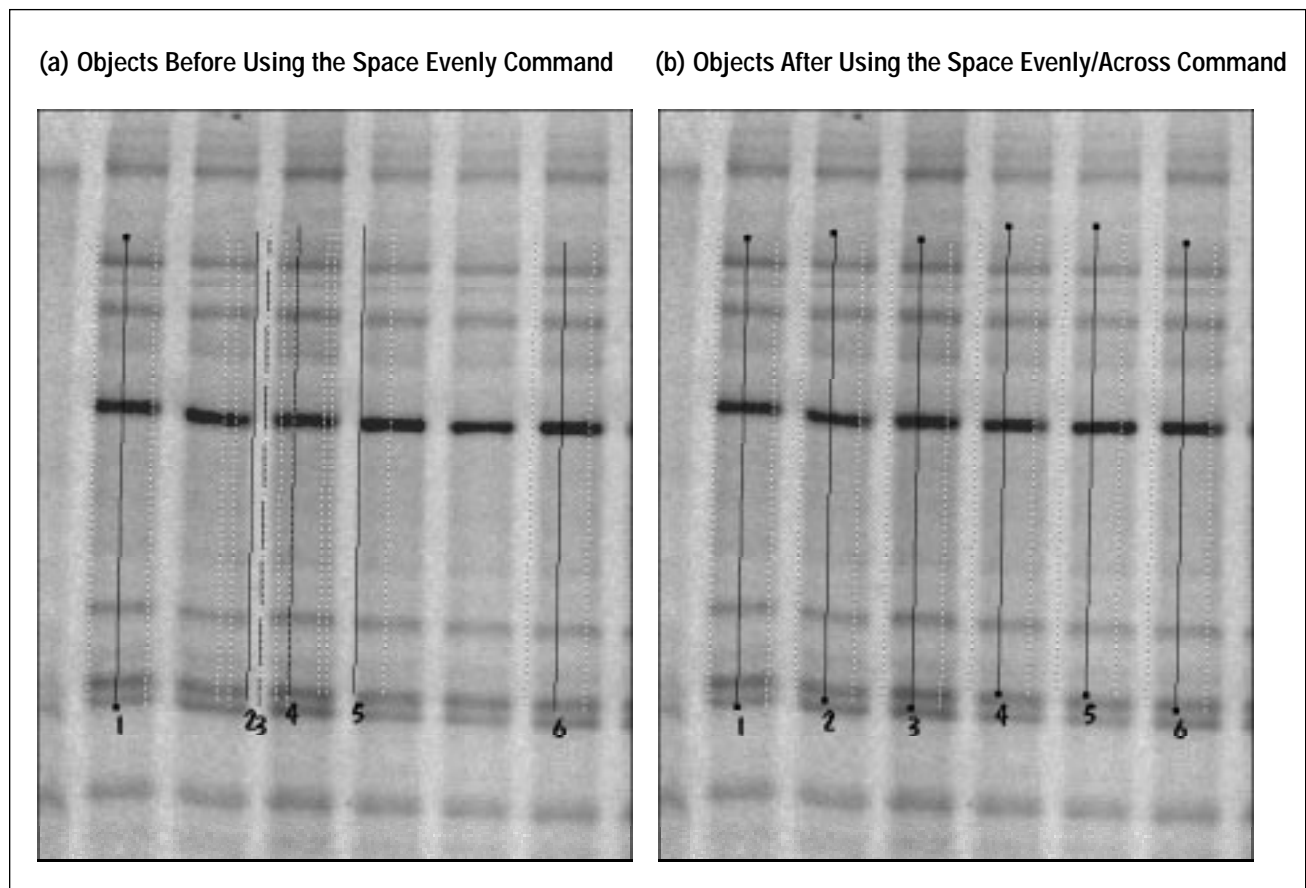 (a) Objects Before Using the Space Evenly Command
(b) Objects After Using the Space Evenly/Across Command
1 2 3 4 5 6
1 2 3 4 5 6